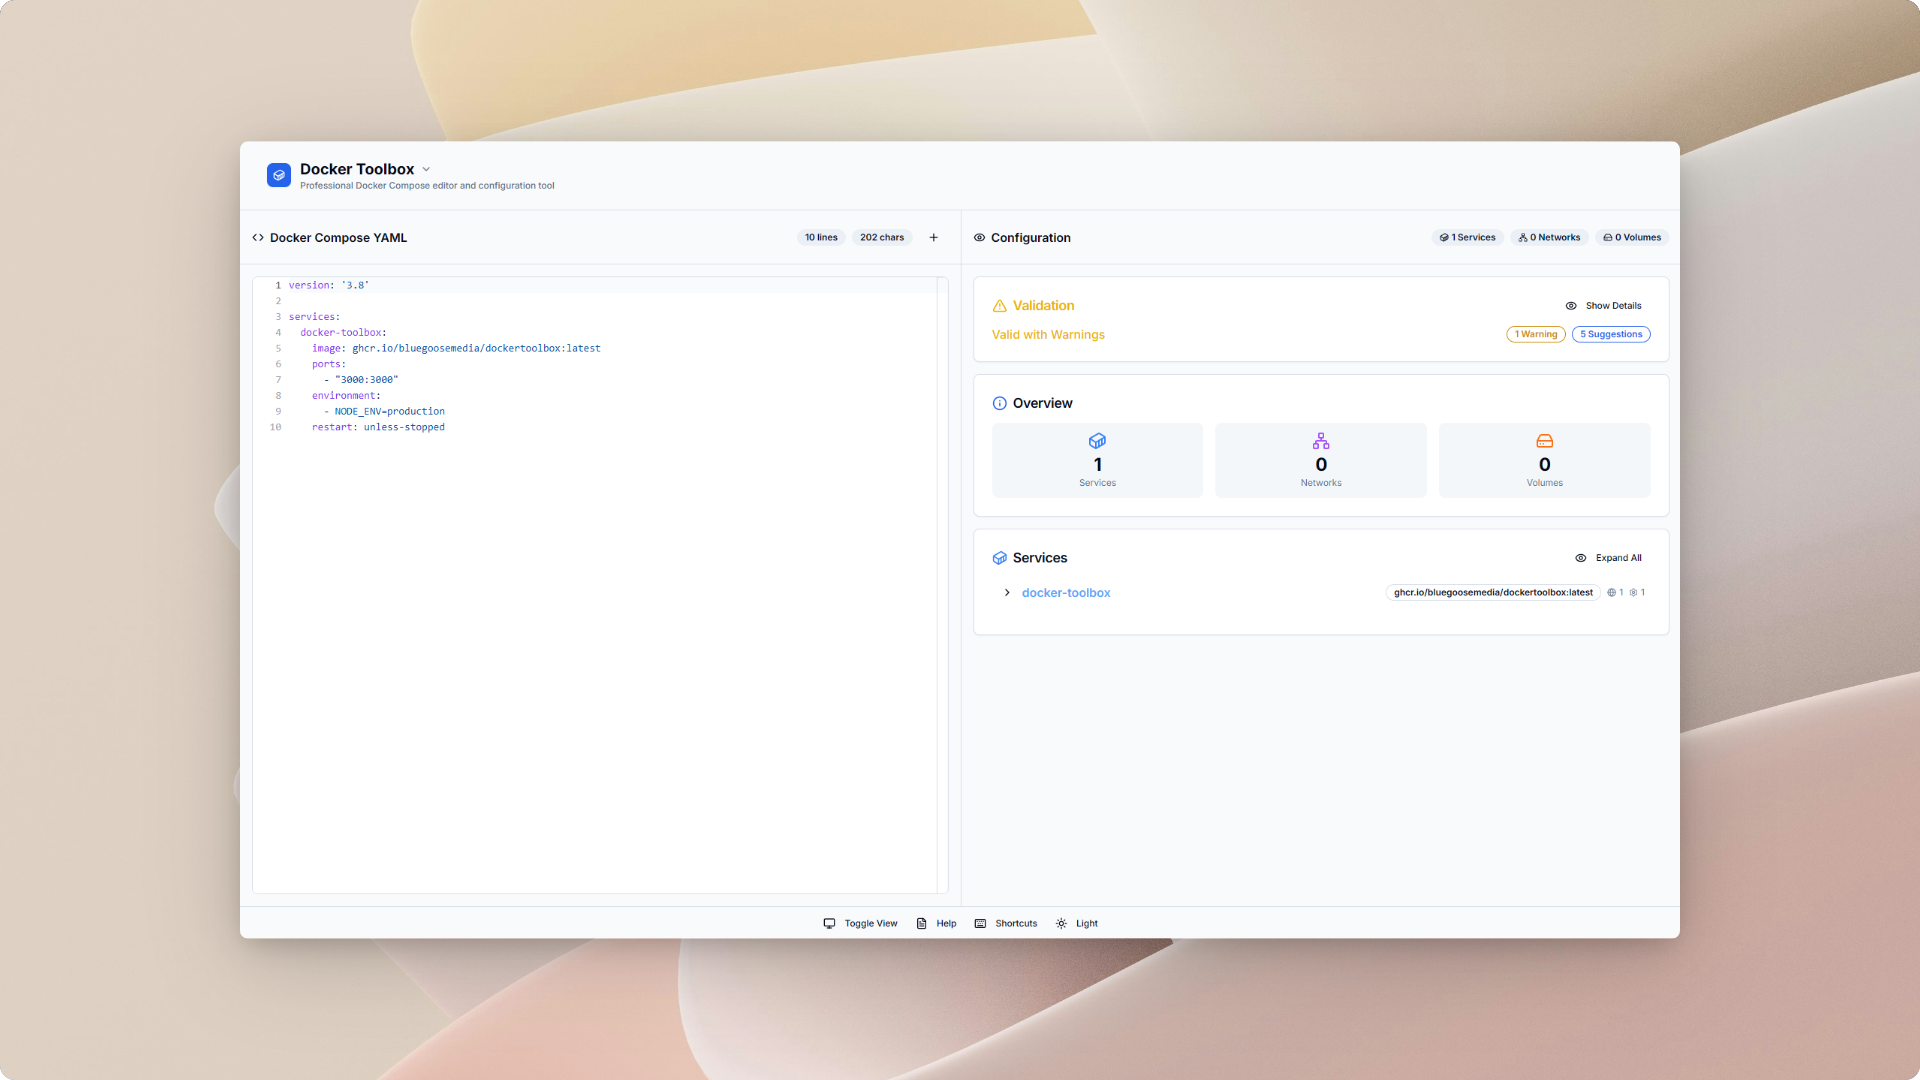 Docker Toolbox
Professional Docker Compose editor and configuration tool
Docker Compose YAML
10 lines
202 chars
1 version: '3.8'
2
3 services:
4 docker-toolbox:
5 image: ghcr.io/bluegoosemedia/dockertoolbox:latest
6 ports:
7 - "3000:3000"
8 environment:
9 - NODE_ENV=production
10 restart: unless-stopped
Configuration
1 Services
0 Networks
0 Volumes
Validation
Show Details
Valid with Warnings
1 Warning
5 Suggestions
Overview
1
Services
0
Networks
0
Volumes
Services
Expand All
docker-toolbox
ghcr.io/bluegoosemedia/dockertoolbox:latest
1
1
Toggle View
Help
Shortcuts
Light